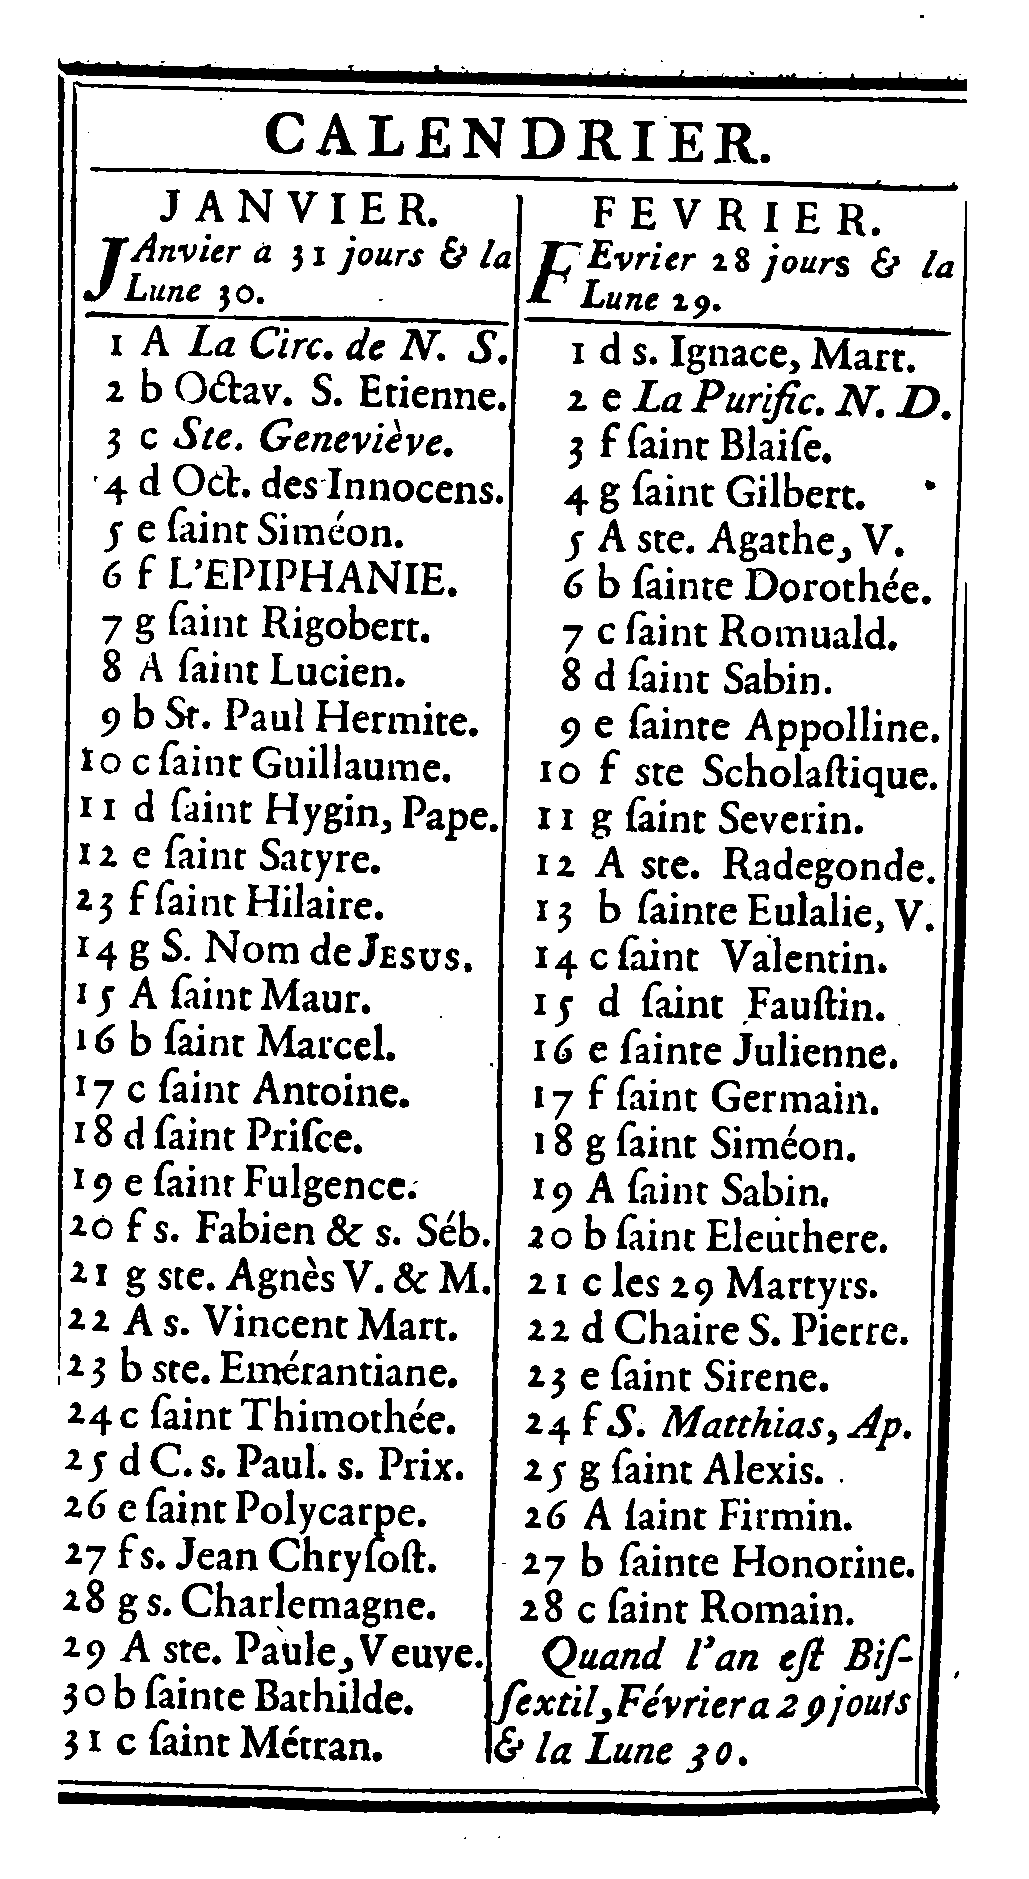 CALENDRIER.
JANVIER.
JAnvier a 31 jours & la
Lune 30.
1 A La Circ. de N. S.
2 b Octav. S. Etienne.
3 c Ste. Geneviève.
4 d Oct. des Innocens.
5 e ſaint Siméon.
6 f L'EPIPHANIE.
7 g ſaint Rigobert.
8 A ſaint Lucien.
9 b St. Paul Hermite.
10 c ſaint Guillaume.
11 d ſaint Hygin, Pape.
12 e ſaint Satyre.
23 f ſaint Hilaire.
14 g S. Nom de JESUS.
15 A ſaint Maur.
16 b ſaint Marcel.
17 c ſaint Antoine.
18 d ſaint Priſce.
19 e ſaint Fulgence.
20 f s. Fabien & s. Séb.
21 g ste. Agnès V. & M.
22 A s. Vincent Mart.
23 b ste. Emérantiane.
24 c ſaint Thimothée.
25 d C. s. Paul. s. Prix.
26 e ſaint Polycarpe.
27 f s. Jean Chryſoſt.
28 g s. Charlemagne.
29 A ste. Paule, Veuve.
30 b ſainte Bathilde.
31 c ſaint Métran.
FEVRIER.
FEvrier 28 jours & la
Lune 29.
1 d s. Ignace, Mart.
2 e La Purific. N. D.
3 f ſaint Blaiſe.
4 g ſaint Gilbert.
5 A ste. Agathe, V.
6 b ſainte Dorothée.
7 c ſaint Romuald.
8 d ſaint Sabin.
9 e ſainte Appolline.
10 f ste Scholaſtique.
11 g ſaint Severin.
12 A ste. Radegonde.
13 b ſainte Eulalie, V.
14 c ſaint Valentin.
15 d ſaint Fauſtin.
16 e ſainte Julienne.
17 f ſaint Germain.
18 g ſaint Siméon.
19 A ſaint Sabin.
20 b ſaint Eleuthere.
21 c les 29 Martyrs.
22 d Chaire S. Pierre.
23 e ſaint Sirene.
24 f S. Matthias, Ap.
25 g ſaint Alexis.
26 A ſaint Firmin.
27 b ſainte Honorine.
28 c ſaint Romain.
Quand l'an eſt Biſ-
ſextil, Février a 29 jours
& la Lune 30.